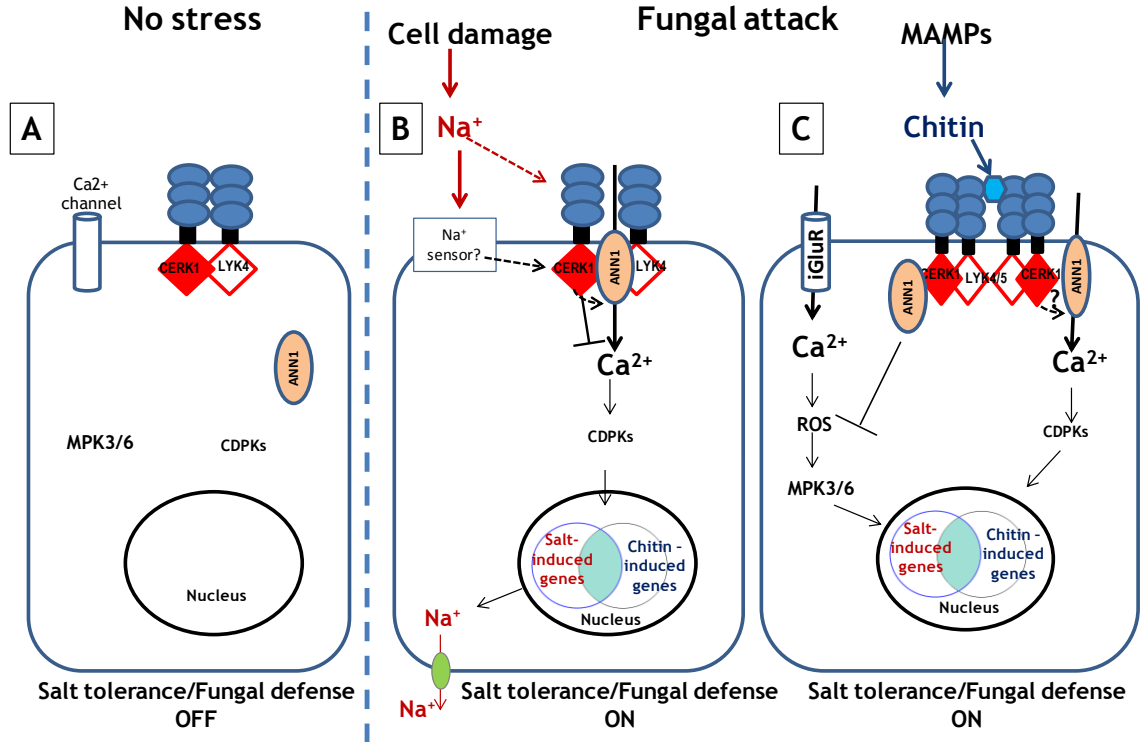 No stress
Fungal attack
Cell damage
MAMPs
A
Ca2+
channel
CERK1
LYK4
ANN1
MPK3/6
CDPKs
Nucleus
Salt tolerance/Fungal defense
OFF
B
Na⁺
Na⁺
sensor?
CERK1
ANN1
LYK4
Ca²⁺
CDPKs
Salt-
induced
genes
Chitin -
induced
genes
Nucleus
Na⁺
Na⁺
Salt tolerance/Fungal defense
ON
C
Chitin
iGluR
CERK1
LYK4/5
CERK1
ANN1
ANN1
?
Ca²⁺
Ca²⁺
ROS
CDPKs
MPK3/6
Salt-
induced
genes
Chitin -
induced
genes
Nucleus
Salt tolerance/Fungal defense
ON